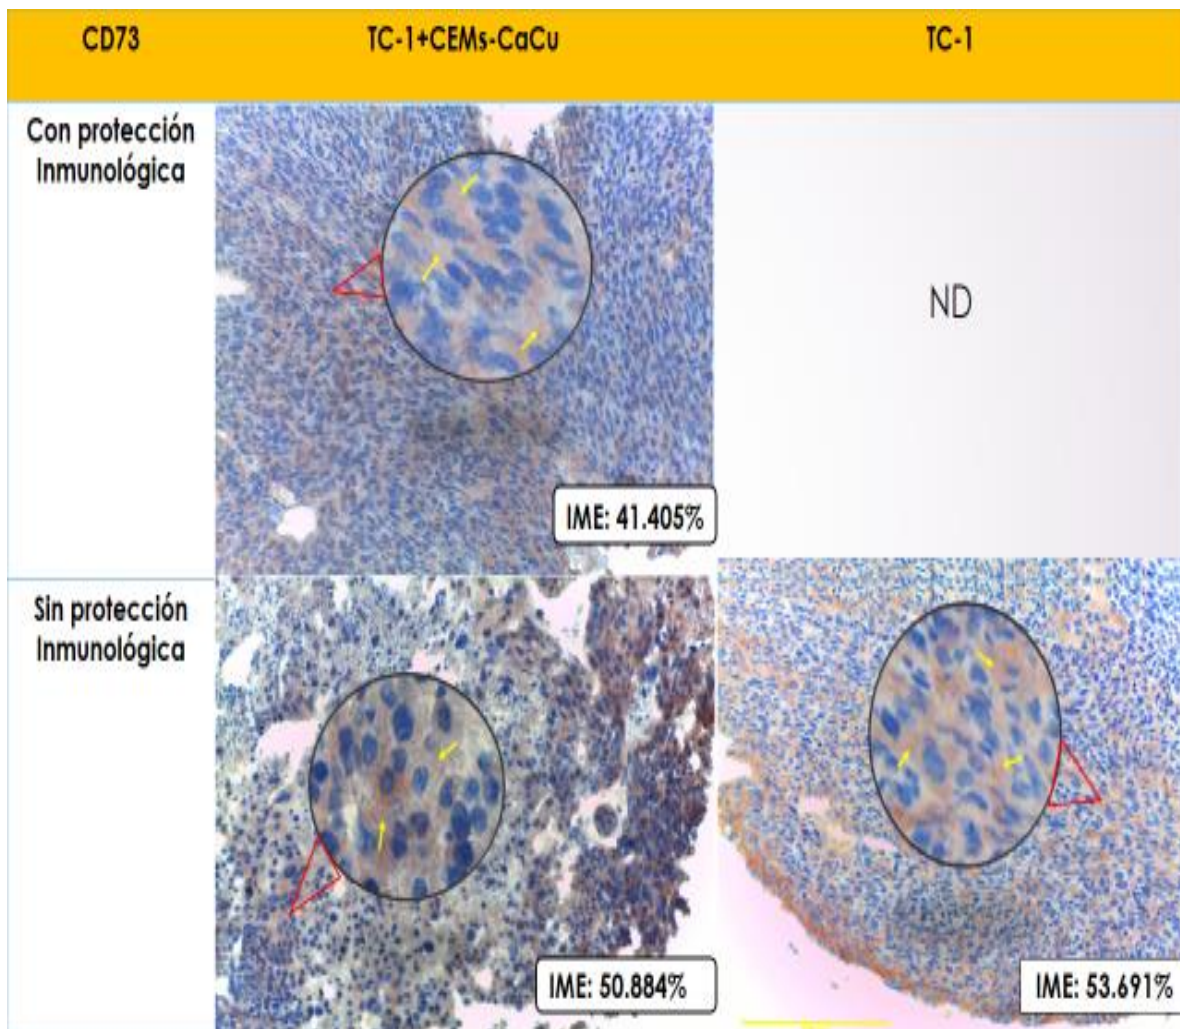 CD73
TC-1+CEMs-CaCu
TC-1
Con protección
Inmunológica
ND
IME: 41.405%
Sin protección
Inmunológica
IME: 50.884%
IME: 53.691%